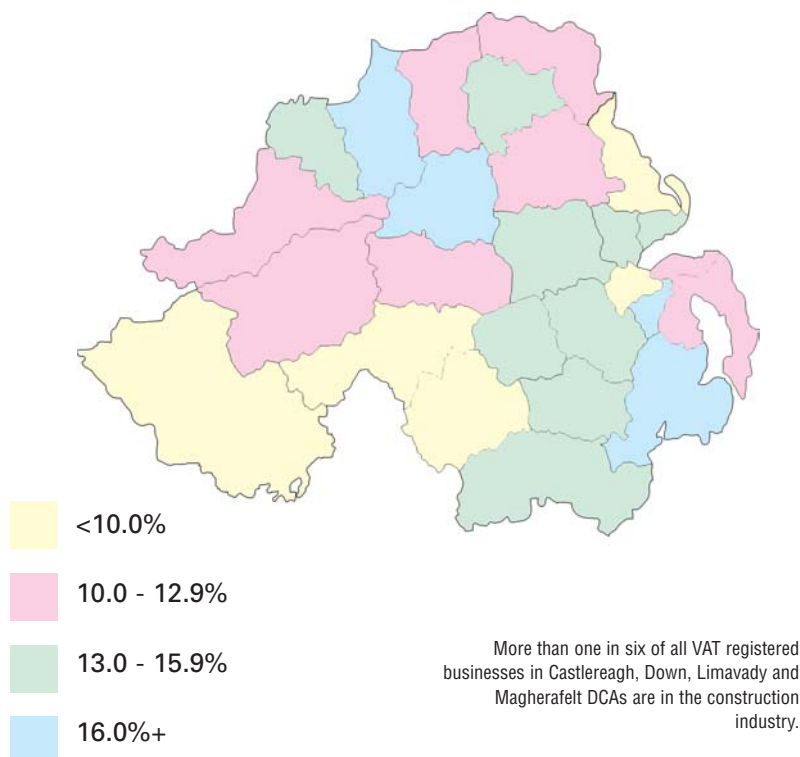 <10.0%
10.0 - 12.9%
13.0 - 15.9%
16.0%+
More than one in six of all VAT registered
businesses in Castlereagh, Down, Limavady and
Magherafelt DCAs are in the construction
industry.